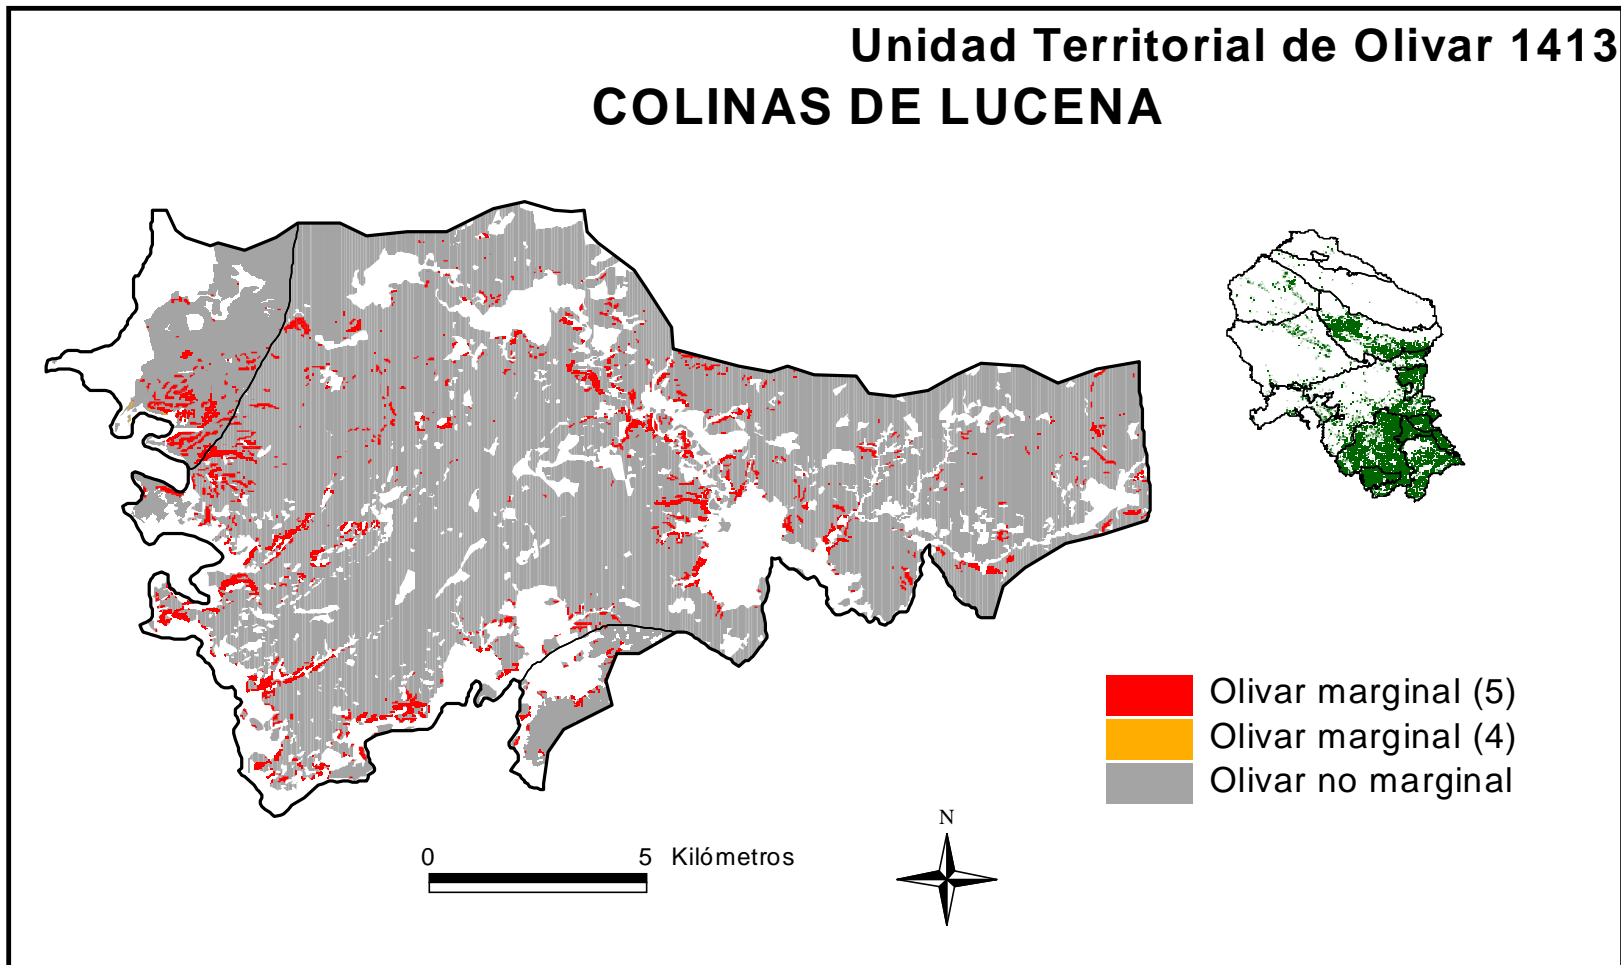 Unidad Territorial de Olivar 1413
COLINAS DE LUCENA
Olivar marginal (5)
Olivar marginal (4)
Olivar no marginal
N
0 5 Kilómetros